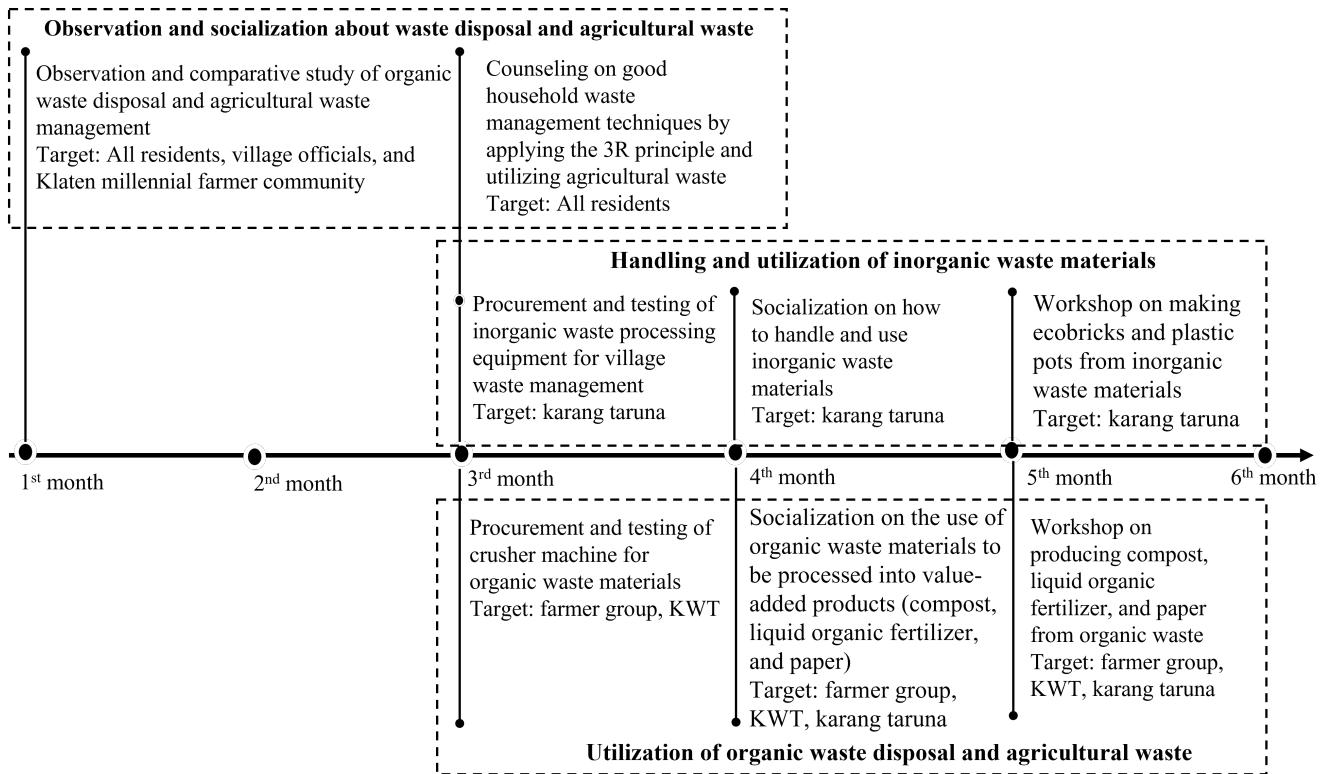 Observation and socialization about waste disposal and agricultural waste
Observation and comparative study of organic
waste disposal and agricultural waste
management
Target: All residents, village officials, and
Klaten millennial farmer community
Counseling on good
household waste
management techniques by
applying the 3R principle and
utilizing agricultural waste
Target: All residents
Handling and utilization of inorganic waste materials
Procurement and testing of
inorganic waste processing
equipment for village
waste management
Target: karang taruna
Socialization on how
to handle and use
inorganic waste
materials
Target: karang taruna
Workshop on making
ecobricks and plastic
pots from inorganic
waste materials
Target: karang taruna
1st month
2nd month
3rd month
4th month
5th month
6th month
Procurement and testing of
crusher machine for
organic waste materials
Target: farmer group, KWT
Socialization on the use of
organic waste materials to
be processed into value-
added products (compost,
liquid organic fertilizer,
and paper)
Target: farmer group,
KWT, karang taruna
Workshop on
producing compost,
liquid organic
fertilizer, and paper
from organic waste
Target: farmer group,
KWT, karang taruna
Utilization of organic waste disposal and agricultural waste